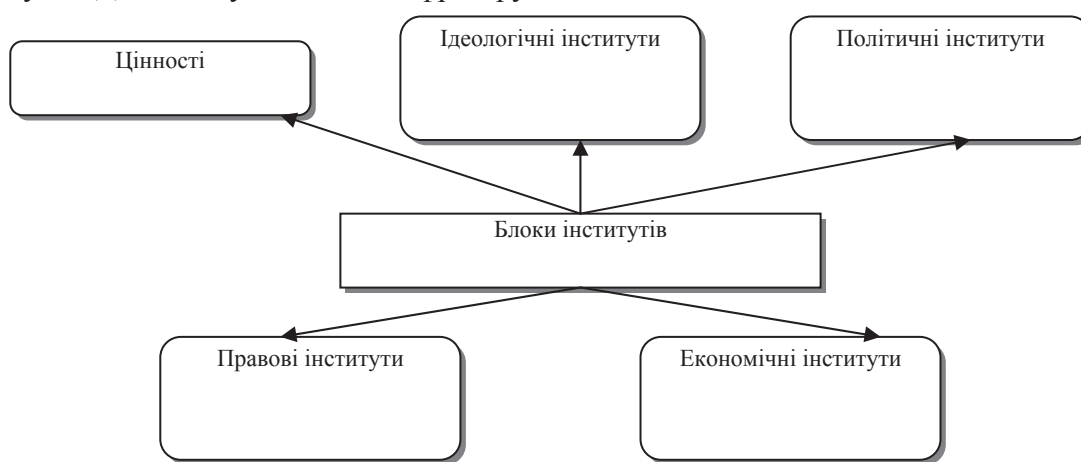 Ідеологічні інститути
Політичні інститути
Цінності
Блоки інститутів
Правові інститути
Економічні інститути